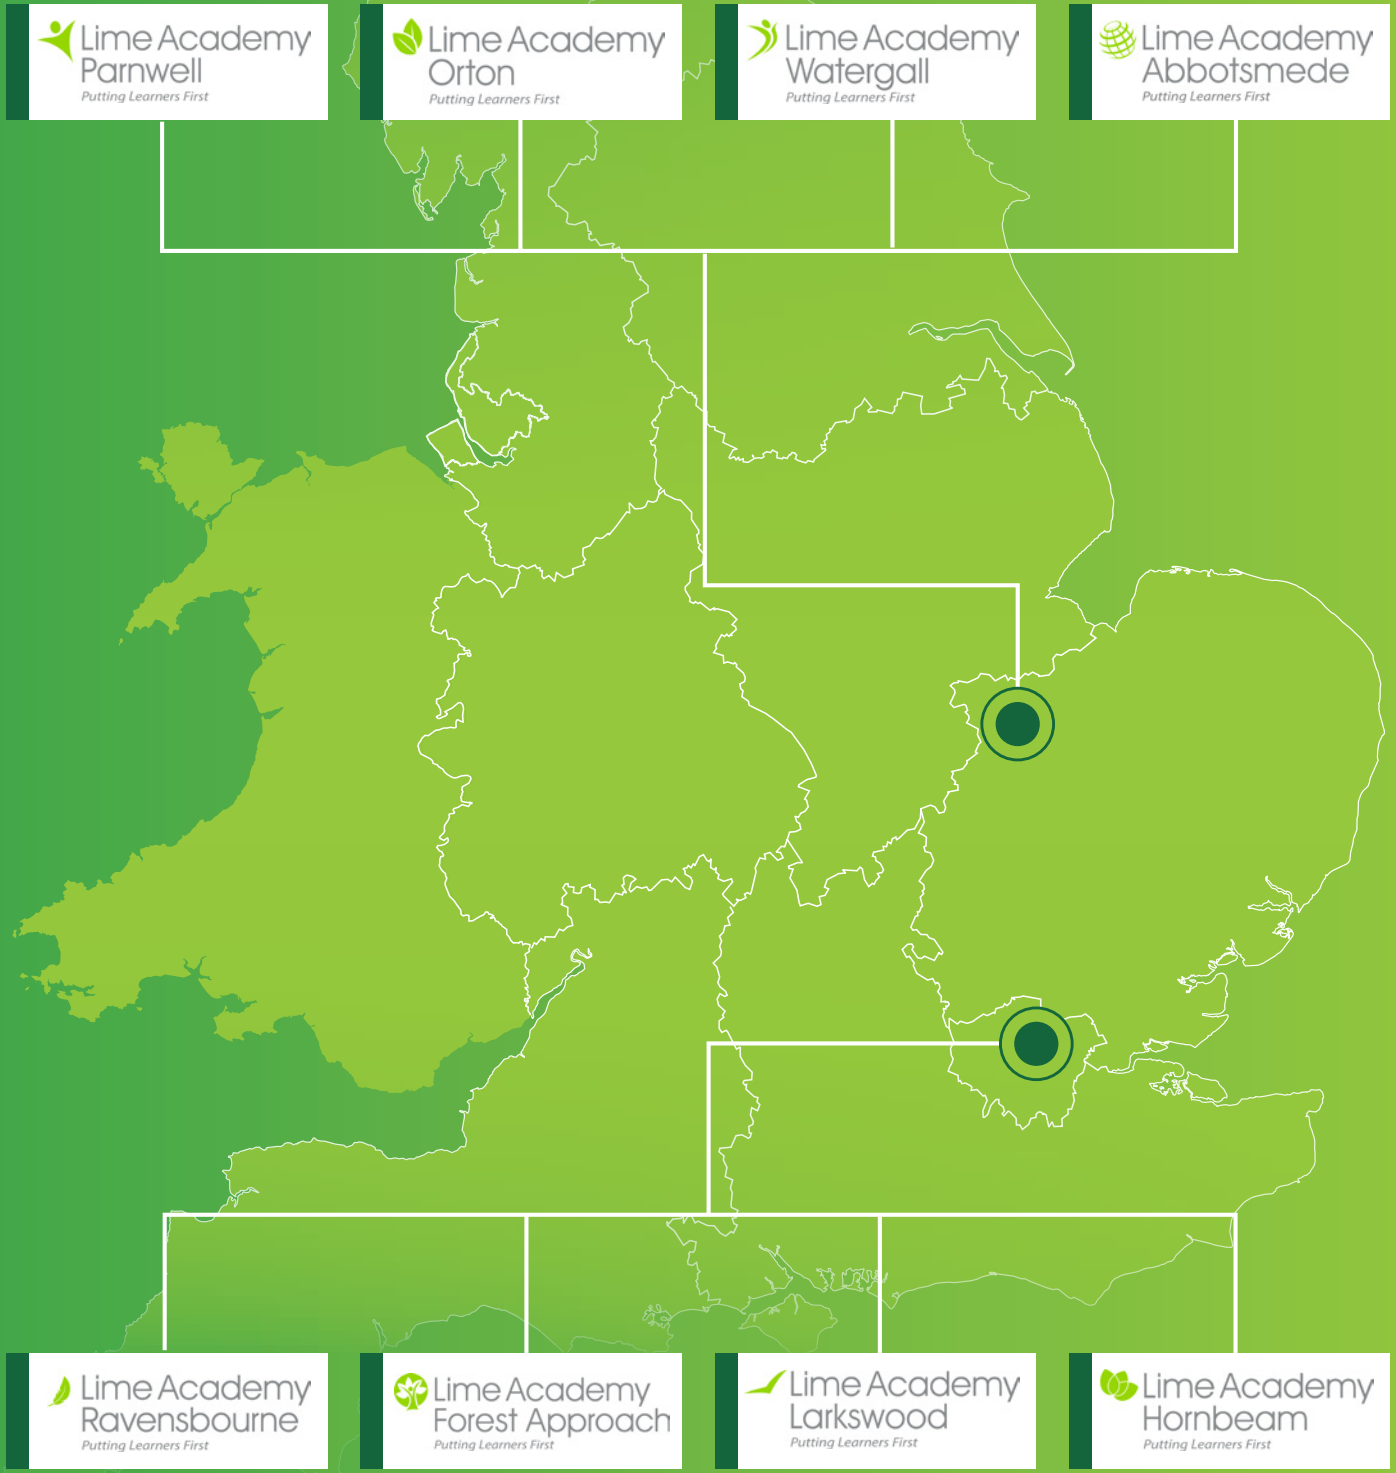 Lime Academy
Parnwell
Putting Learners First
Lime Academy
Orton
Putting Learners First
Lime Academy
Watergall
Putting Learners First
Lime Academy
Abbotsmede
Putting Learners First
Lime Academy
Ravensbourne
Putting Learners First
Lime Academy
Forest Approach
Putting Learners First
Lime Academy
Larkswood
Putting Learners First
Lime Academy
Hornbeam
Putting Learners First